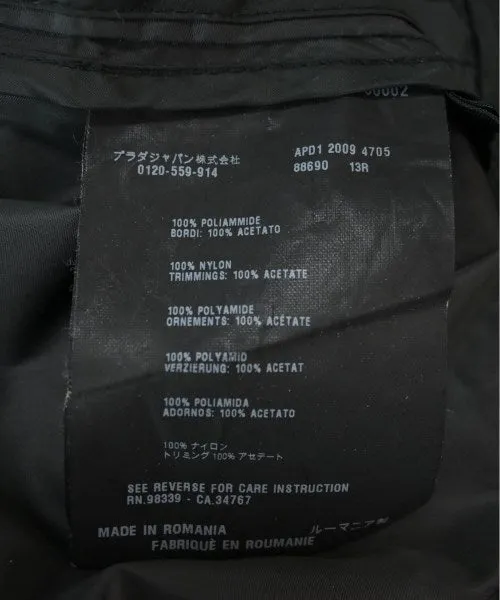 00002
プラダジャパン株式会社 APD1 2009 4705
0120-559-914 88690 13R
100% POLIAMMIDE
BORDI: 100% ACETATO
100% NYLON
TRIMMINGS: 100% ACETATE
100% POLYAMIDE
ORNEMENTS: 100% ACÉTATE
100% POLYAMID
VERZIERUNG: 100% ACETAT
100% POLIAMIDA
ADORNOS: 100% ACETATO
100% ナイロン
トリミング 100% アセテート
SEE REVERSE FOR CARE INSTRUCTION
RN.98339 - CA.34767
MADE IN ROMANIA ルーマニア製
FABRIQUÈ EN ROUMANIE